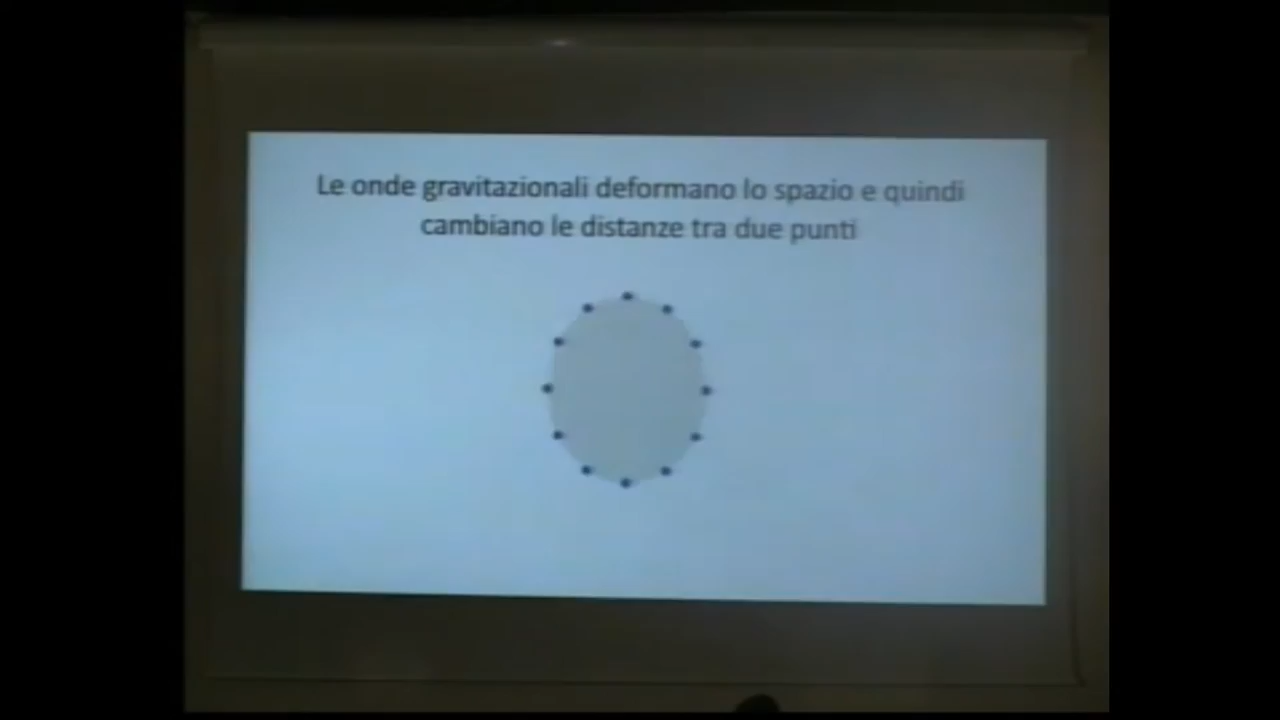 Le onde gravitazionali deformano lo spazio e quindi
cambiano le distanze tra due punti